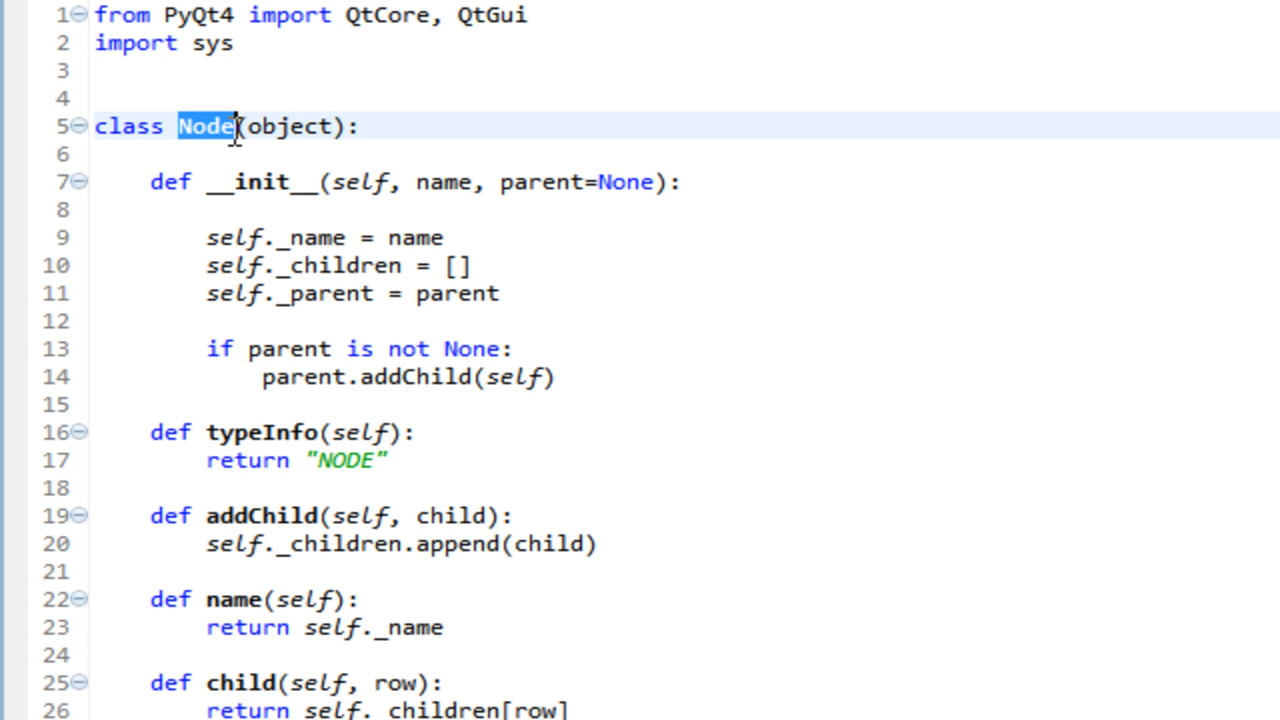 1 from PyQt4 import QtCore, QtGui
2 import sys
3
4
5 class Node(object):
6
7     def __init__(self, name, parent=None):
8
9         self._name = name
10         self._children = []
11         self._parent = parent
12
13         if parent is not None:
14             parent.addChild(self)
15
16     def typeInfo(self):
17         return "NODE"
18
19     def addChild(self, child):
20         self._children.append(child)
21
22     def name(self):
23         return self._name
24
25     def child(self, row):
26         return self._children[row]